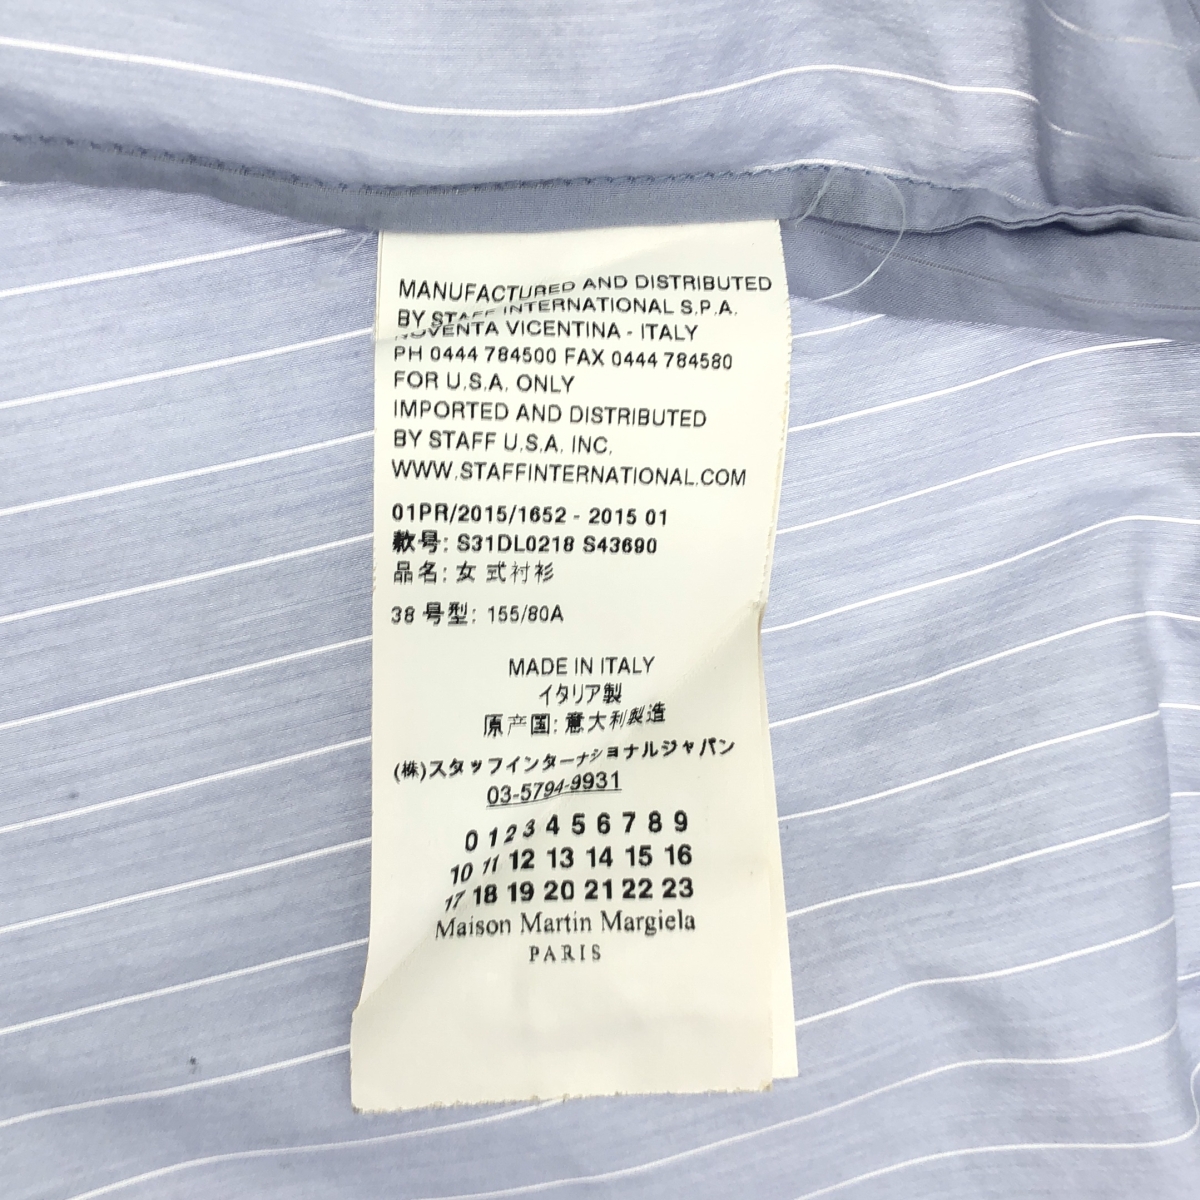 MANUFACTURED AND DISTRIBUTED
BY STAFF INTERNATIONAL S.P.A.
NOVENTA VICENTINA - ITALY
PH 0444 784500 FAX 0444 784580
FOR U.S.A. ONLY
IMPORTED AND DISTRIBUTED
BY STAFF U.S.A. INC.
WWW.STAFFINTERNATIONAL.COM
01PR/2015/1652 - 2015 01
款号: S31DL0218 S43690
品名: 女 式衬衫
38 号型: 155/80A
MADE IN ITALY
イタリア製
原产国: 意大利製造
(株)スタッフインターナショナルジャパン
03-5794-9931
0 1 2 3 4 5 6 7 8 9
10 11 12 13 14 15 16
17 18 19 20 21 22 23
Maison Martin Margiela
PARIS